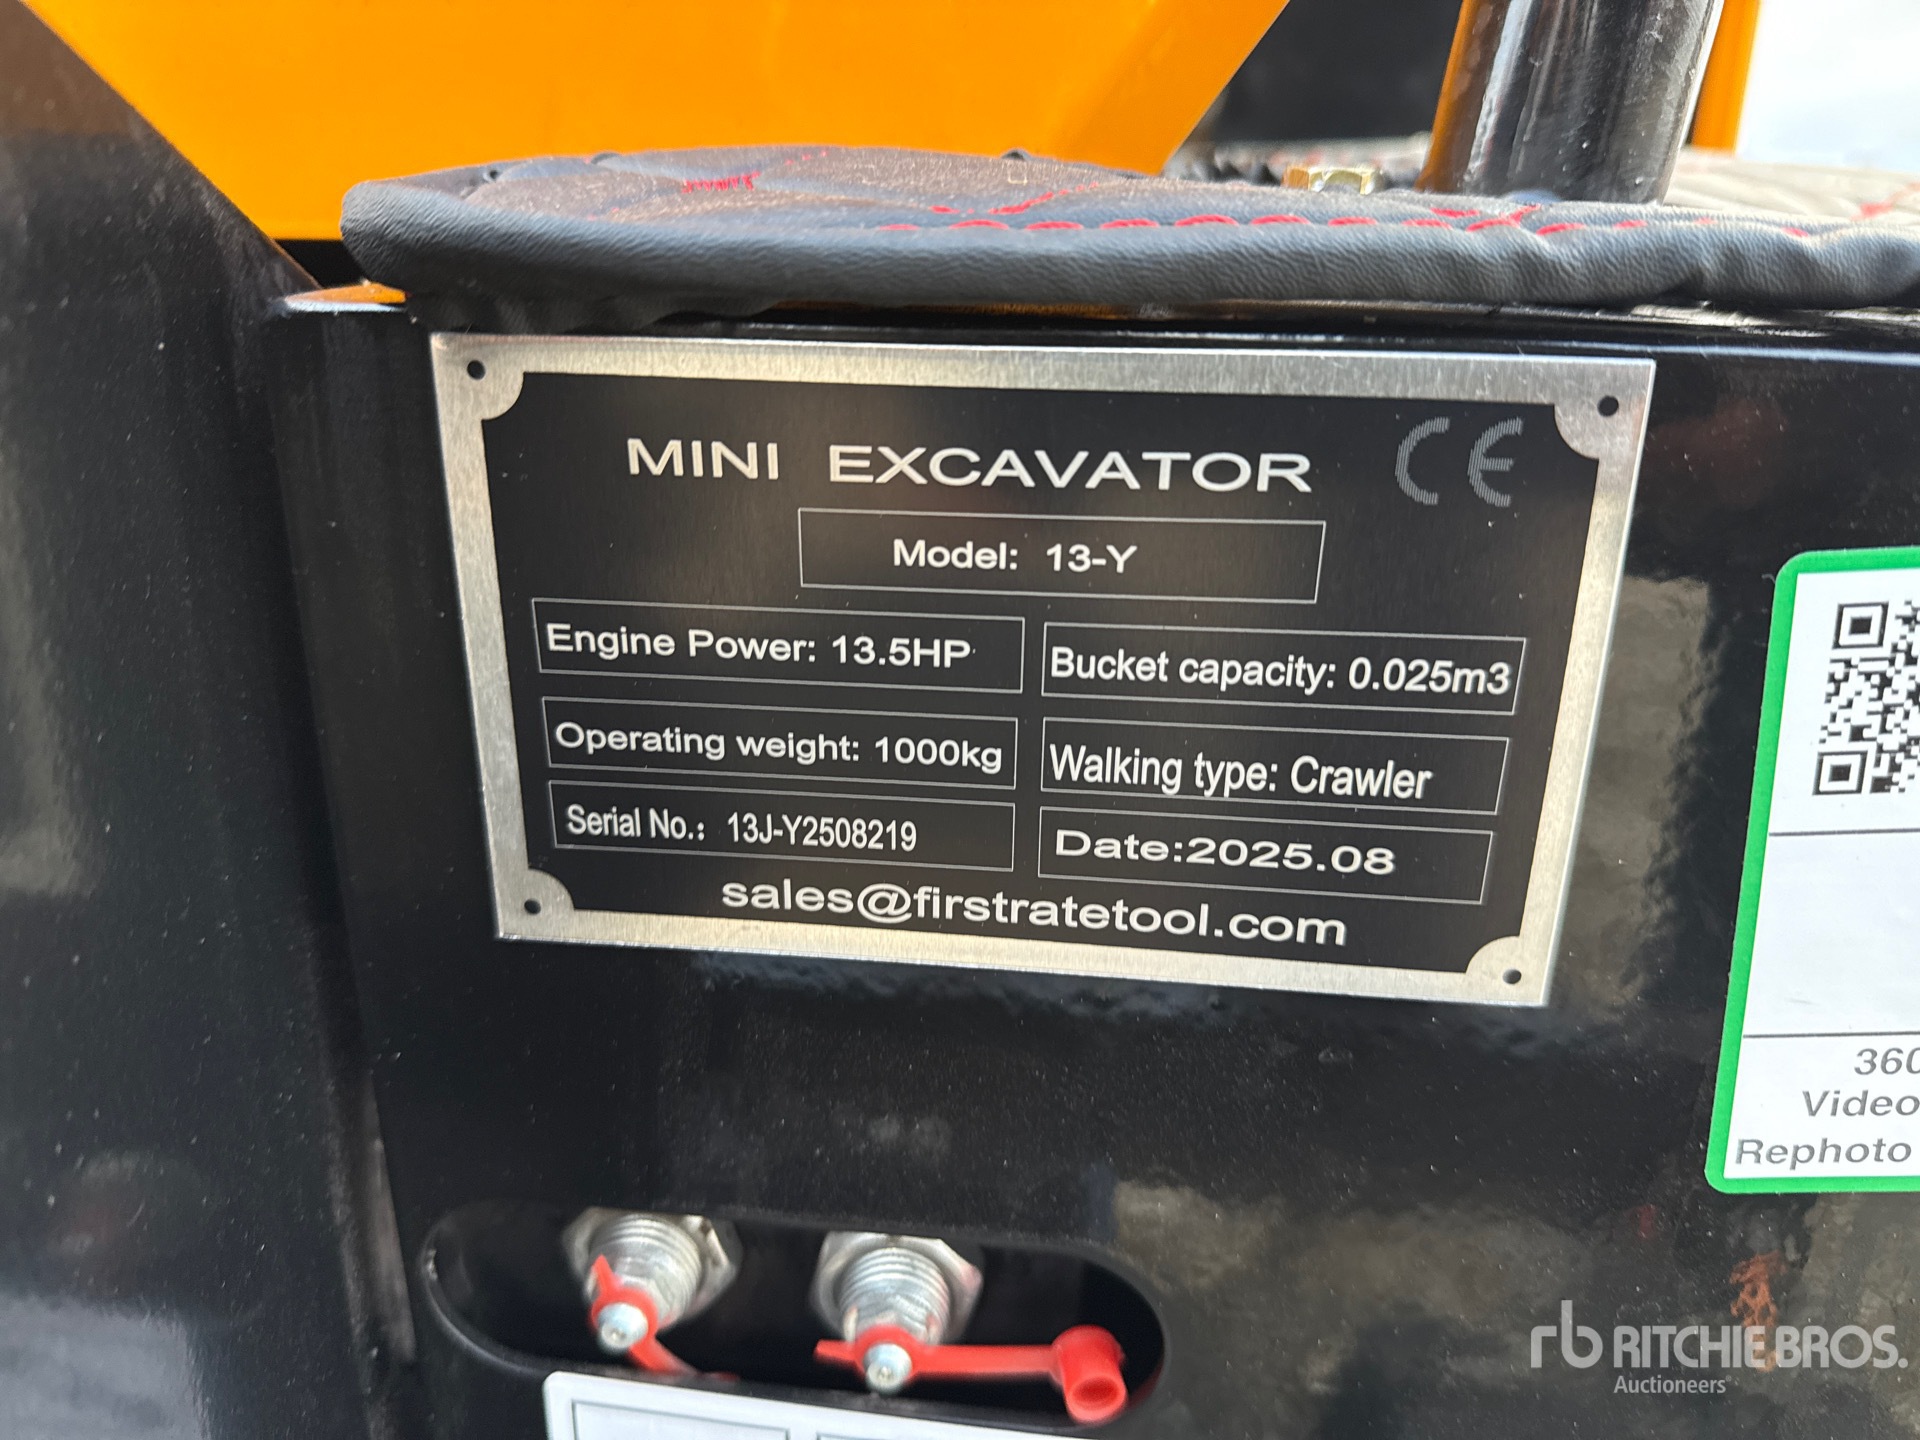 MINI EXCAVATOR CE
Model: 13-Y
Engine Power: 13.5HP
Bucket capacity: 0.025m3
Operating weight: 1000kg
Walking type: Crawler
Serial No.: 13J-Y2508219
Date:2025.08
sales@firstratetool.com
360
Video
Rephoto
rb RITCHIE BROS.
Auctioneers